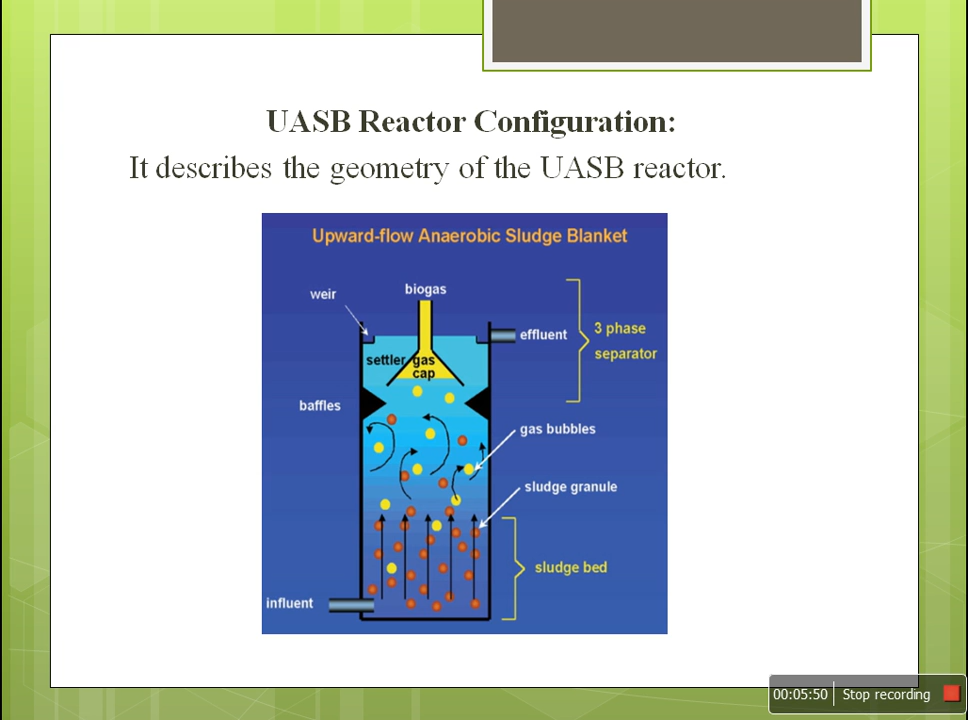 UASB Reactor Configuration:
It describes the geometry of the UASB reactor.
Upward-flow Anaerobic Sludge Blanket
biogas
weir
effluent
3 phase
separator
settler
gas
cap
baffles
gas bubbles
sludge granule
sludge bed
influent
00:05:50 Stop recording